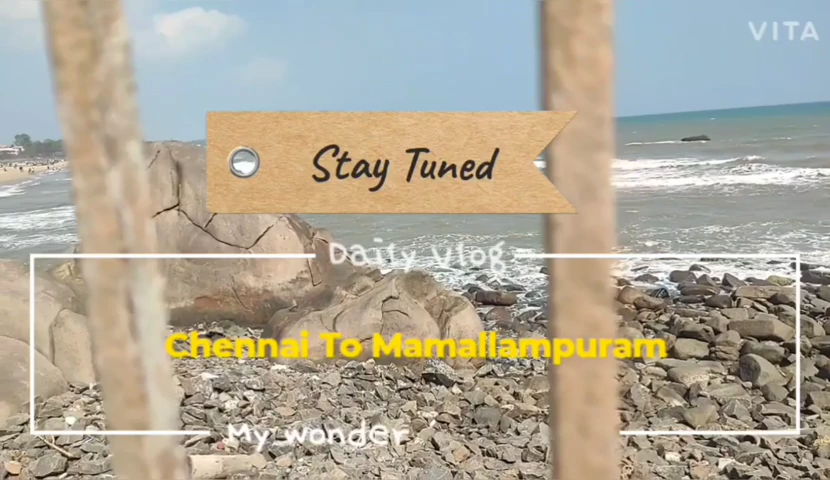 VITA
Stay Tuned
Daily Vlog
Chennai To Mamallampuram
My wonder